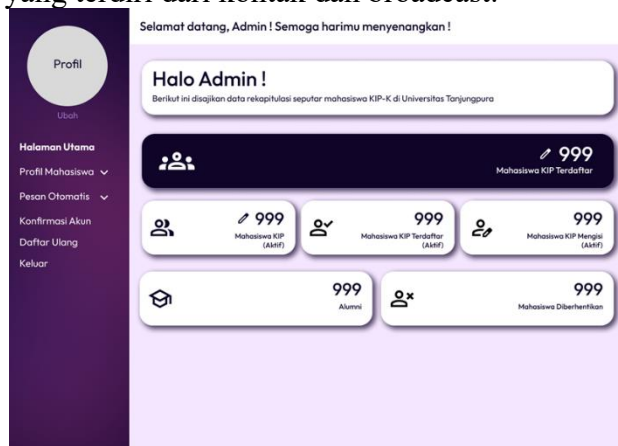 yang terdiri dari kontak dan broadcast.
Selamat datang, Admin ! Semoga harimu menyenangkan !
Profil
Ubah
Halaman Utama
Profil Mahasiswa
Pesan Otomatis
Konfirmasi Akun
Daftar Ulang
Keluar
Halo Admin !
Berikut ini disajikan data rekapitulasi seputar mahasiswa KIP-K di Universitas Tanjungpura
999
Mahasiswa KIP Terdaftar
999
Mahasiswa KIP
(Aktif)
999
Mahasiswa KIP Terdaftar
(Aktif)
999
Mahasiswa KIP Mengisi
(Aktif)
999
Alumni
999
Mahasiswa Diberhentikan